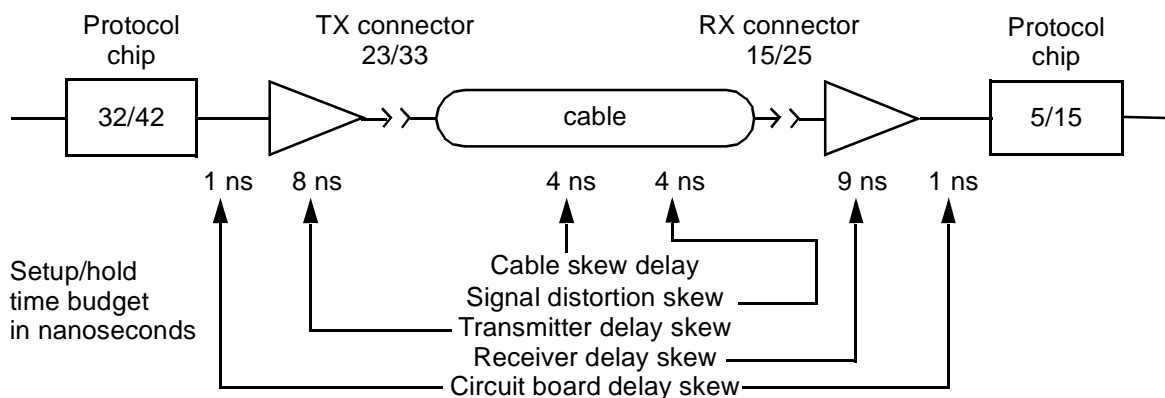 Protocol chip
TX connector 23/33
RX connector 15/25
Protocol chip
32/42
cable
5/15
1 ns 8 ns 4 ns 4 ns 9 ns 1 ns
Setup/hold
time budget
in nanoseconds
Cable skew delay
Signal distortion skew
Transmitter delay skew
Receiver delay skew
Circuit board delay skew